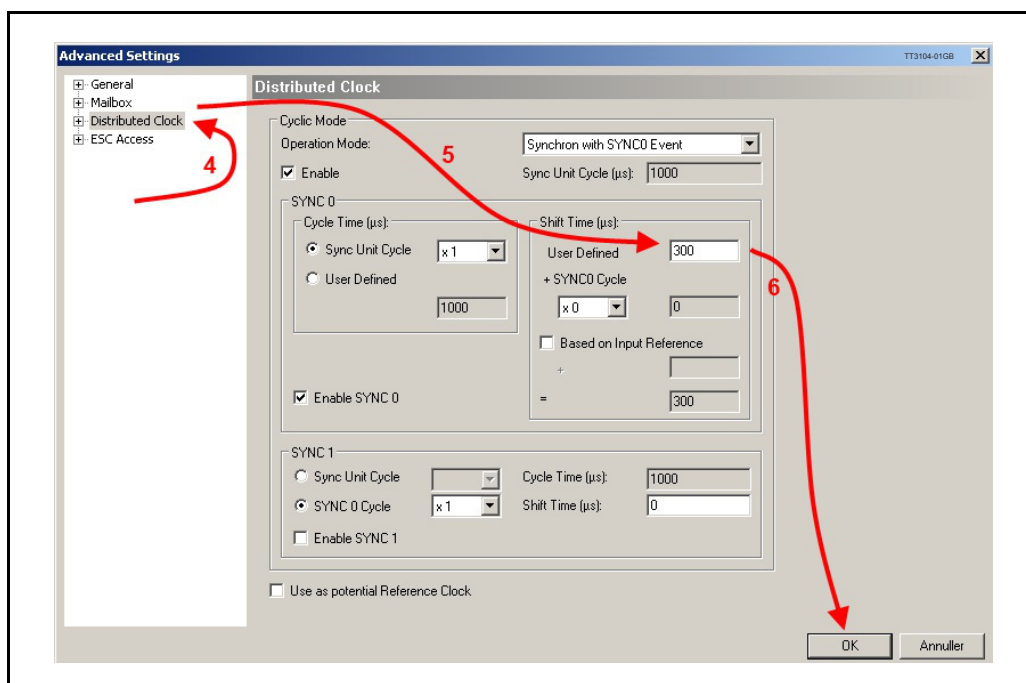 Advanced Settings
TT3104-01GB
General
Mailbox
Distributed Clock
ESC Access
4
Distributed Clock
Cyclic Mode
Operation Mode:
Synchron with SYNC0 Event
5
Enable
Sync Unit Cycle (µs):
1000
SYNC 0
Cycle Time (µs):
Sync Unit Cycle
x 1
User Defined
1000
Shift Time (µs):
User Defined
300
+ SYNC0 Cycle
6
x 0
0
Based on Input Reference
+
Enable SYNC 0
=
300
SYNC 1
Sync Unit Cycle
Cycle Time (µs):
1000
SYNC 0 Cycle
x 1
Shift Time (µs):
0
Enable SYNC 1
Use as potential Reference Clock
OK
Annuller